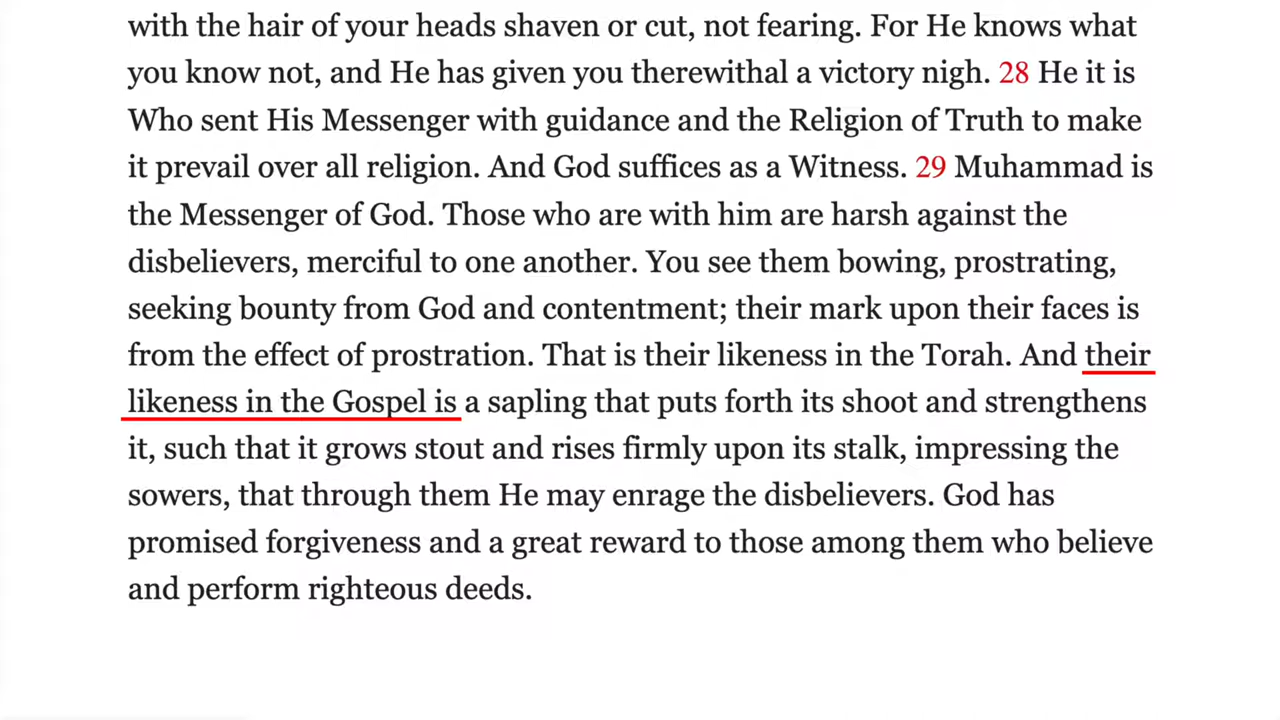 with the hair of your heads shaven or cut, not fearing. For He knows what
you know not, and He has given you therewithal a victory nigh. 28 He it is
Who sent His Messenger with guidance and the Religion of Truth to make
it prevail over all religion. And God suffices as a Witness. 29 Muhammad is
the Messenger of God. Those who are with him are harsh against the
disbelievers, merciful to one another. You see them bowing, prostrating,
seeking bounty from God and contentment; their mark upon their faces is
from the effect of prostration. That is their likeness in the Torah. And their
likeness in the Gospel is a sapling that puts forth its shoot and strengthens
it, such that it grows stout and rises firmly upon its stalk, impressing the
sowers, that through them He may enrage the disbelievers. God has
promised forgiveness and a great reward to those among them who believe
and perform righteous deeds.